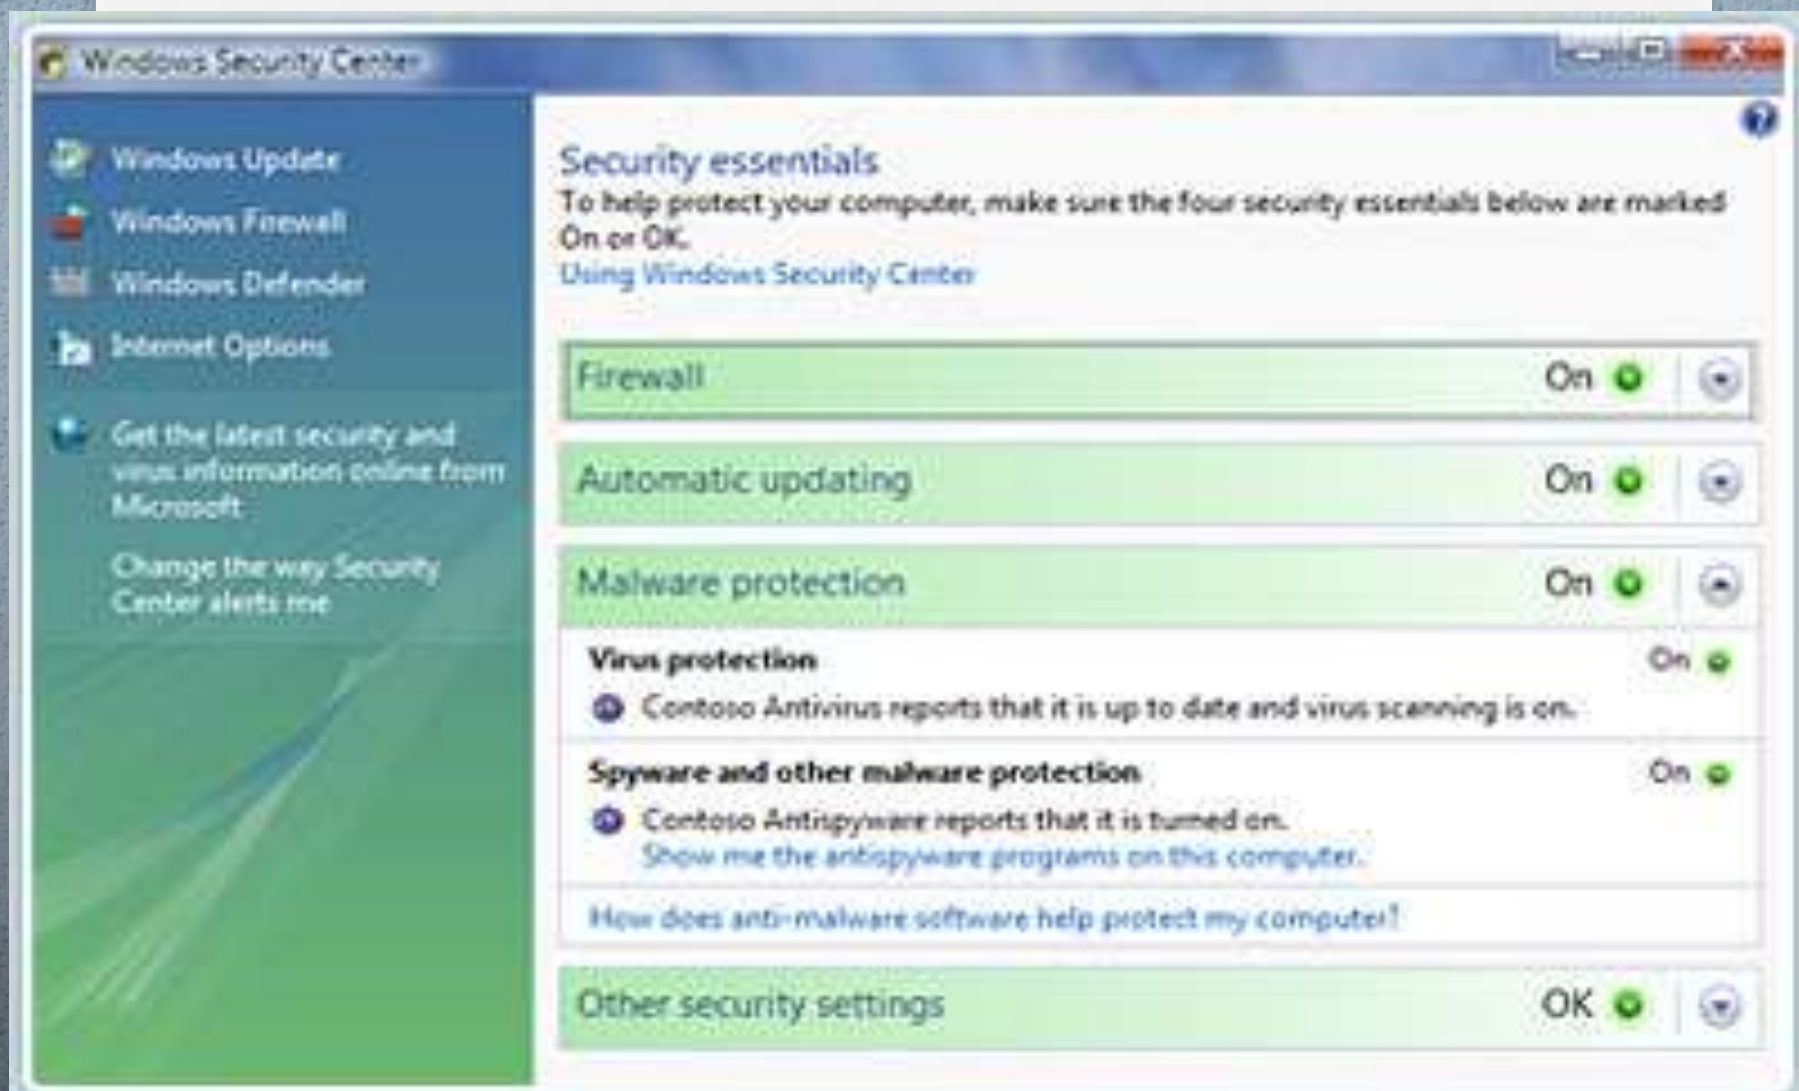 Windows Security Center
Windows Update
Windows Firewall
Windows Defender
Internet Options
Get the latest security and
virus information online from
Microsoft
Change the way Security
Center alerts me
Security essentials
To help protect your computer, make sure the four security essentials below are marked
On or OK.
Using Windows Security Center
Firewall On
Automatic updating On
Malware protection On
Virus protection On
Contoso Antivirus reports that it is up to date and virus scanning is on.
Spyware and other malware protection On
Contoso Antispyware reports that it is turned on.
Show me the antispyware programs on this computer.
How does anti-malware software help protect my computer?
Other security settings OK